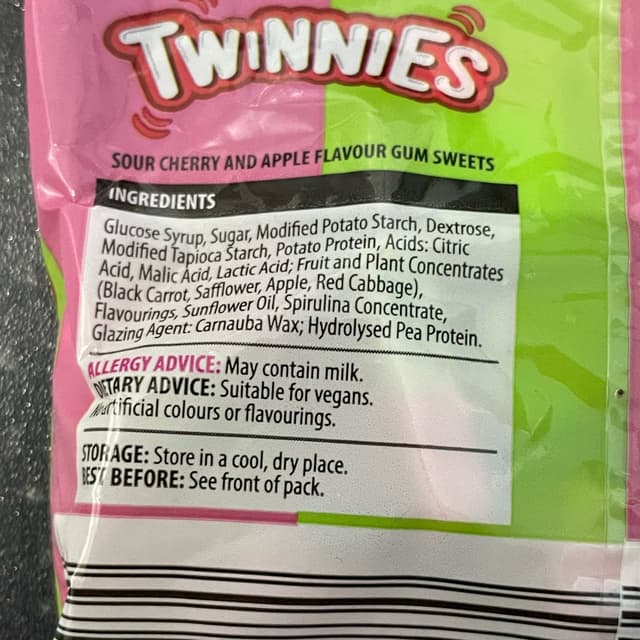 TWINNIES
SOUR CHERRY AND APPLE FLAVOUR GUM SWEETS
INGREDIENTS
Glucose Syrup, Sugar, Modified Potato Starch, Dextrose,
Modified Tapioca Starch, Potato Protein, Acids: Citric
Acid, Malic Acid, Lactic Acid; Fruit and Plant Concentrates
(Black Carrot, Safflower, Apple, Red Cabbage),
Flavourings, Sunflower Oil, Spirulina Concentrate,
Glazing Agent: Carnauba Wax; Hydrolysed Pea Protein.
ALLERGY ADVICE: May contain milk.
DIETARY ADVICE: Suitable for vegans.
No artificial colours or flavourings.
STORAGE: Store in a cool, dry place.
BEST BEFORE: See front of pack.